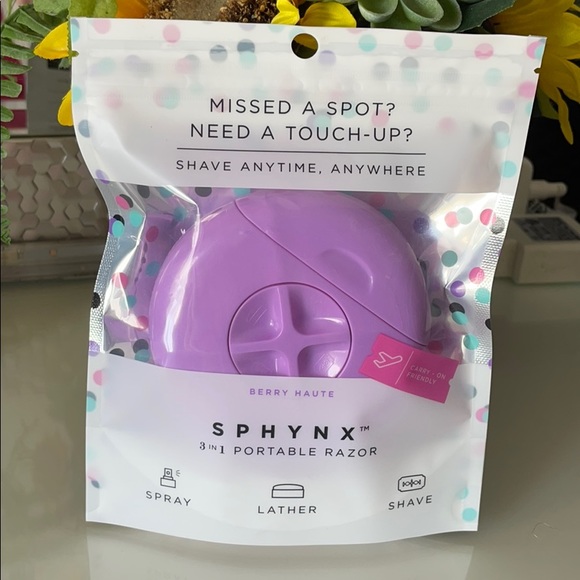 MISSED A SPOT?
NEED A TOUCH-UP?
SHAVE ANYTIME, ANYWHERE
CARRY-ON
FRIENDLY
BERRY HAUTE
SPHYNX™
3 IN 1 PORTABLE RAZOR
SPRAY
LATHER
SHAVE